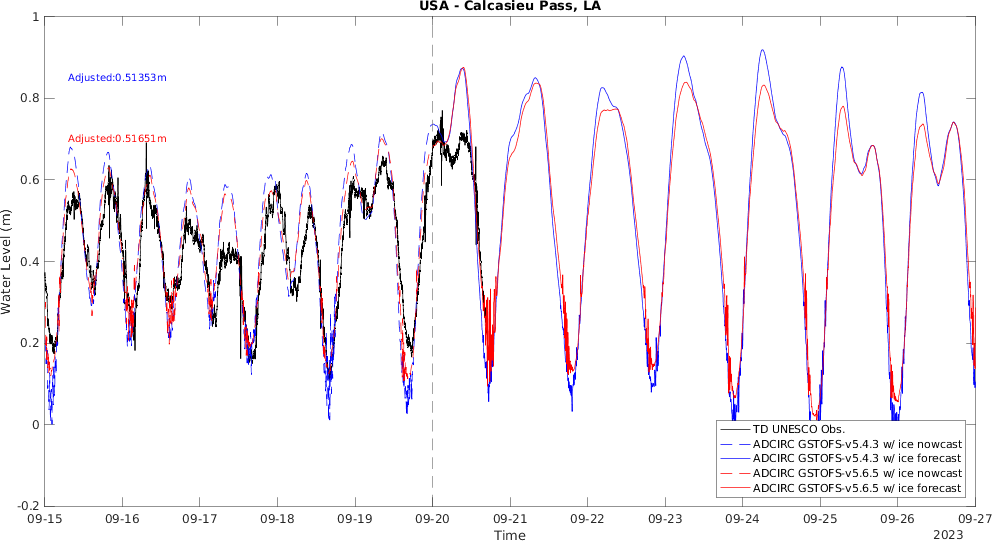 USA - Calcasieu Pass, LA
1
0.8
0.6
0.4
0.2
0
-0.2
Water Level (m)
Adjusted:0.51353m
Adjusted:0.51651m
TD UNESCO Obs.
ADCIRC GSTOFS-v5.4.3 w/ ice nowcast
ADCIRC GSTOFS-v5.4.3 w/ ice forecast
ADCIRC GSTOFS-v5.6.5 w/ ice nowcast
ADCIRC GSTOFS-v5.6.5 w/ ice forecast
09-15 09-16 09-17 09-18 09-19 09-20 09-21 09-22 09-23 09-24 09-25 09-26 09-27
Time
2023